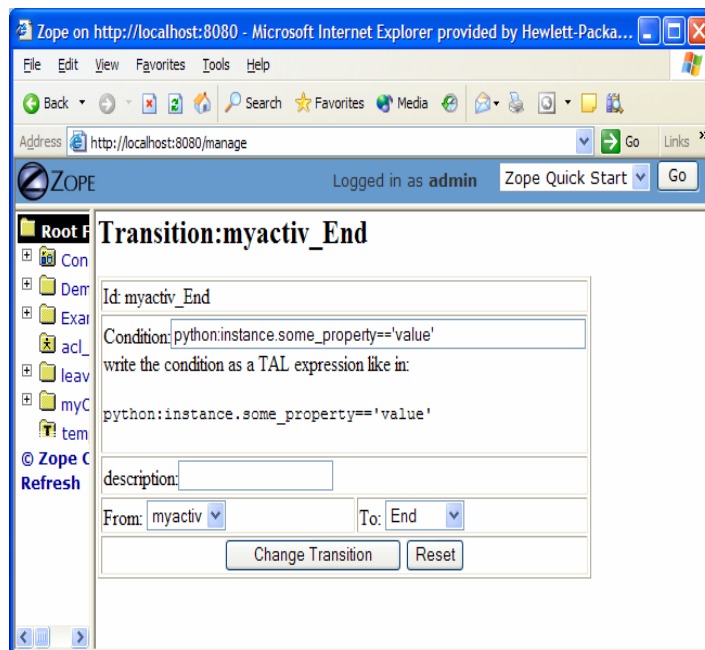 Zope on http://localhost:8080 - Microsoft Internet Explorer provided by Hewlett-Packa...
File Edit View Favorites Tools Help
Back Search Favorites Media
Address http://localhost:8080/manage Go Links »
ZOPE Logged in as admin Zope Quick Start Go
Root F
Con
Dem
Exar
acl_
leav
myC
tem
© Zope C
Refresh
Transition:myactiv_End
Id: myactiv_End
Condition: python:instance.some_property=='value'
write the condition as a TAL expression like in:
python:instance.some_property=='value'
description:
From: myactiv To: End
Change Transition Reset